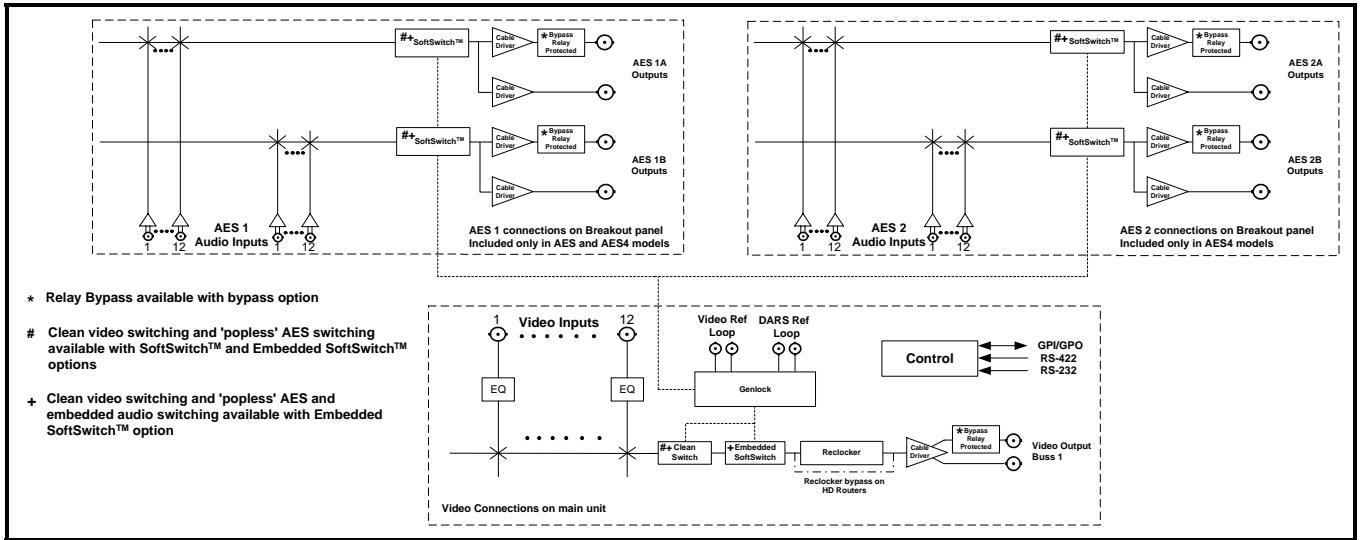 #+SoftSwitch™
Cable Driver
* Bypass Relay Protected
AES 1A Outputs
Cable Driver
#+SoftSwitch™
Cable Driver
* Bypass Relay Protected
AES 1B Outputs
Cable Driver
AES 1
Audio Inputs
1 12 1 12
AES 1 connections on Breakout panel
Included only in AES and AES4 models
#+SoftSwitch™
Cable Driver
* Bypass Relay Protected
AES 2A Outputs
Cable Driver
#+SoftSwitch™
Cable Driver
* Bypass Relay Protected
AES 2B Outputs
Cable Driver
AES 2
Audio Inputs
1 12 1 12
AES 2 connections on Breakout panel
Included only in AES4 models
* Relay Bypass available with bypass option
# Clean video switching and 'popless' AES switching
available with SoftSwitch™ and Embedded SoftSwitch™
options
+ Clean video switching and 'popless' AES and
embedded audio switching available with Embedded
SoftSwitch™ option
1 Video Inputs 12
EQ EQ
Video Ref Loop
DARS Ref Loop
Genlock
Control
GPI/GPO
RS-422
RS-232
#+ Clean Switch
+Embedded SoftSwitch
Reclocker
Reclocker bypass on
HD Routers
Cable Driver
* Bypass Relay Protected
Video Output
Buss 1
Video Connections on main unit